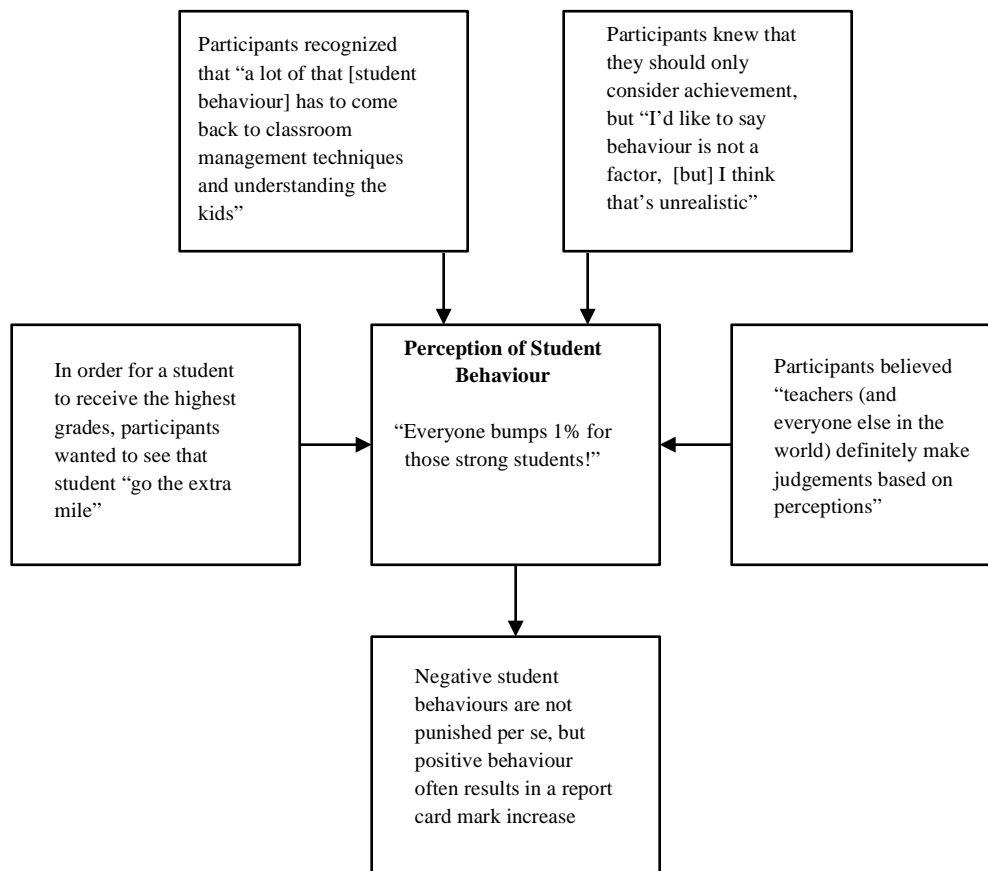 Participants recognized
that “a lot of that [student
behaviour] has to come
back to classroom
management techniques
and understanding the
kids”
Participants knew that
they should only
consider achievement,
but “I’d like to say
behaviour is not a
factor,  [but] I think
that’s unrealistic”
In order for a student
to receive the highest
grades, participants
wanted to see that
student “go the extra
mile”
Perception of Student
Behaviour
“Everyone bumps 1% for
those strong students!”
Participants believed
“teachers (and
everyone else in the
world) definitely make
judgements based on
perceptions”
Negative student
behaviours are not
punished per se, but
positive behaviour
often results in a report
card mark increase